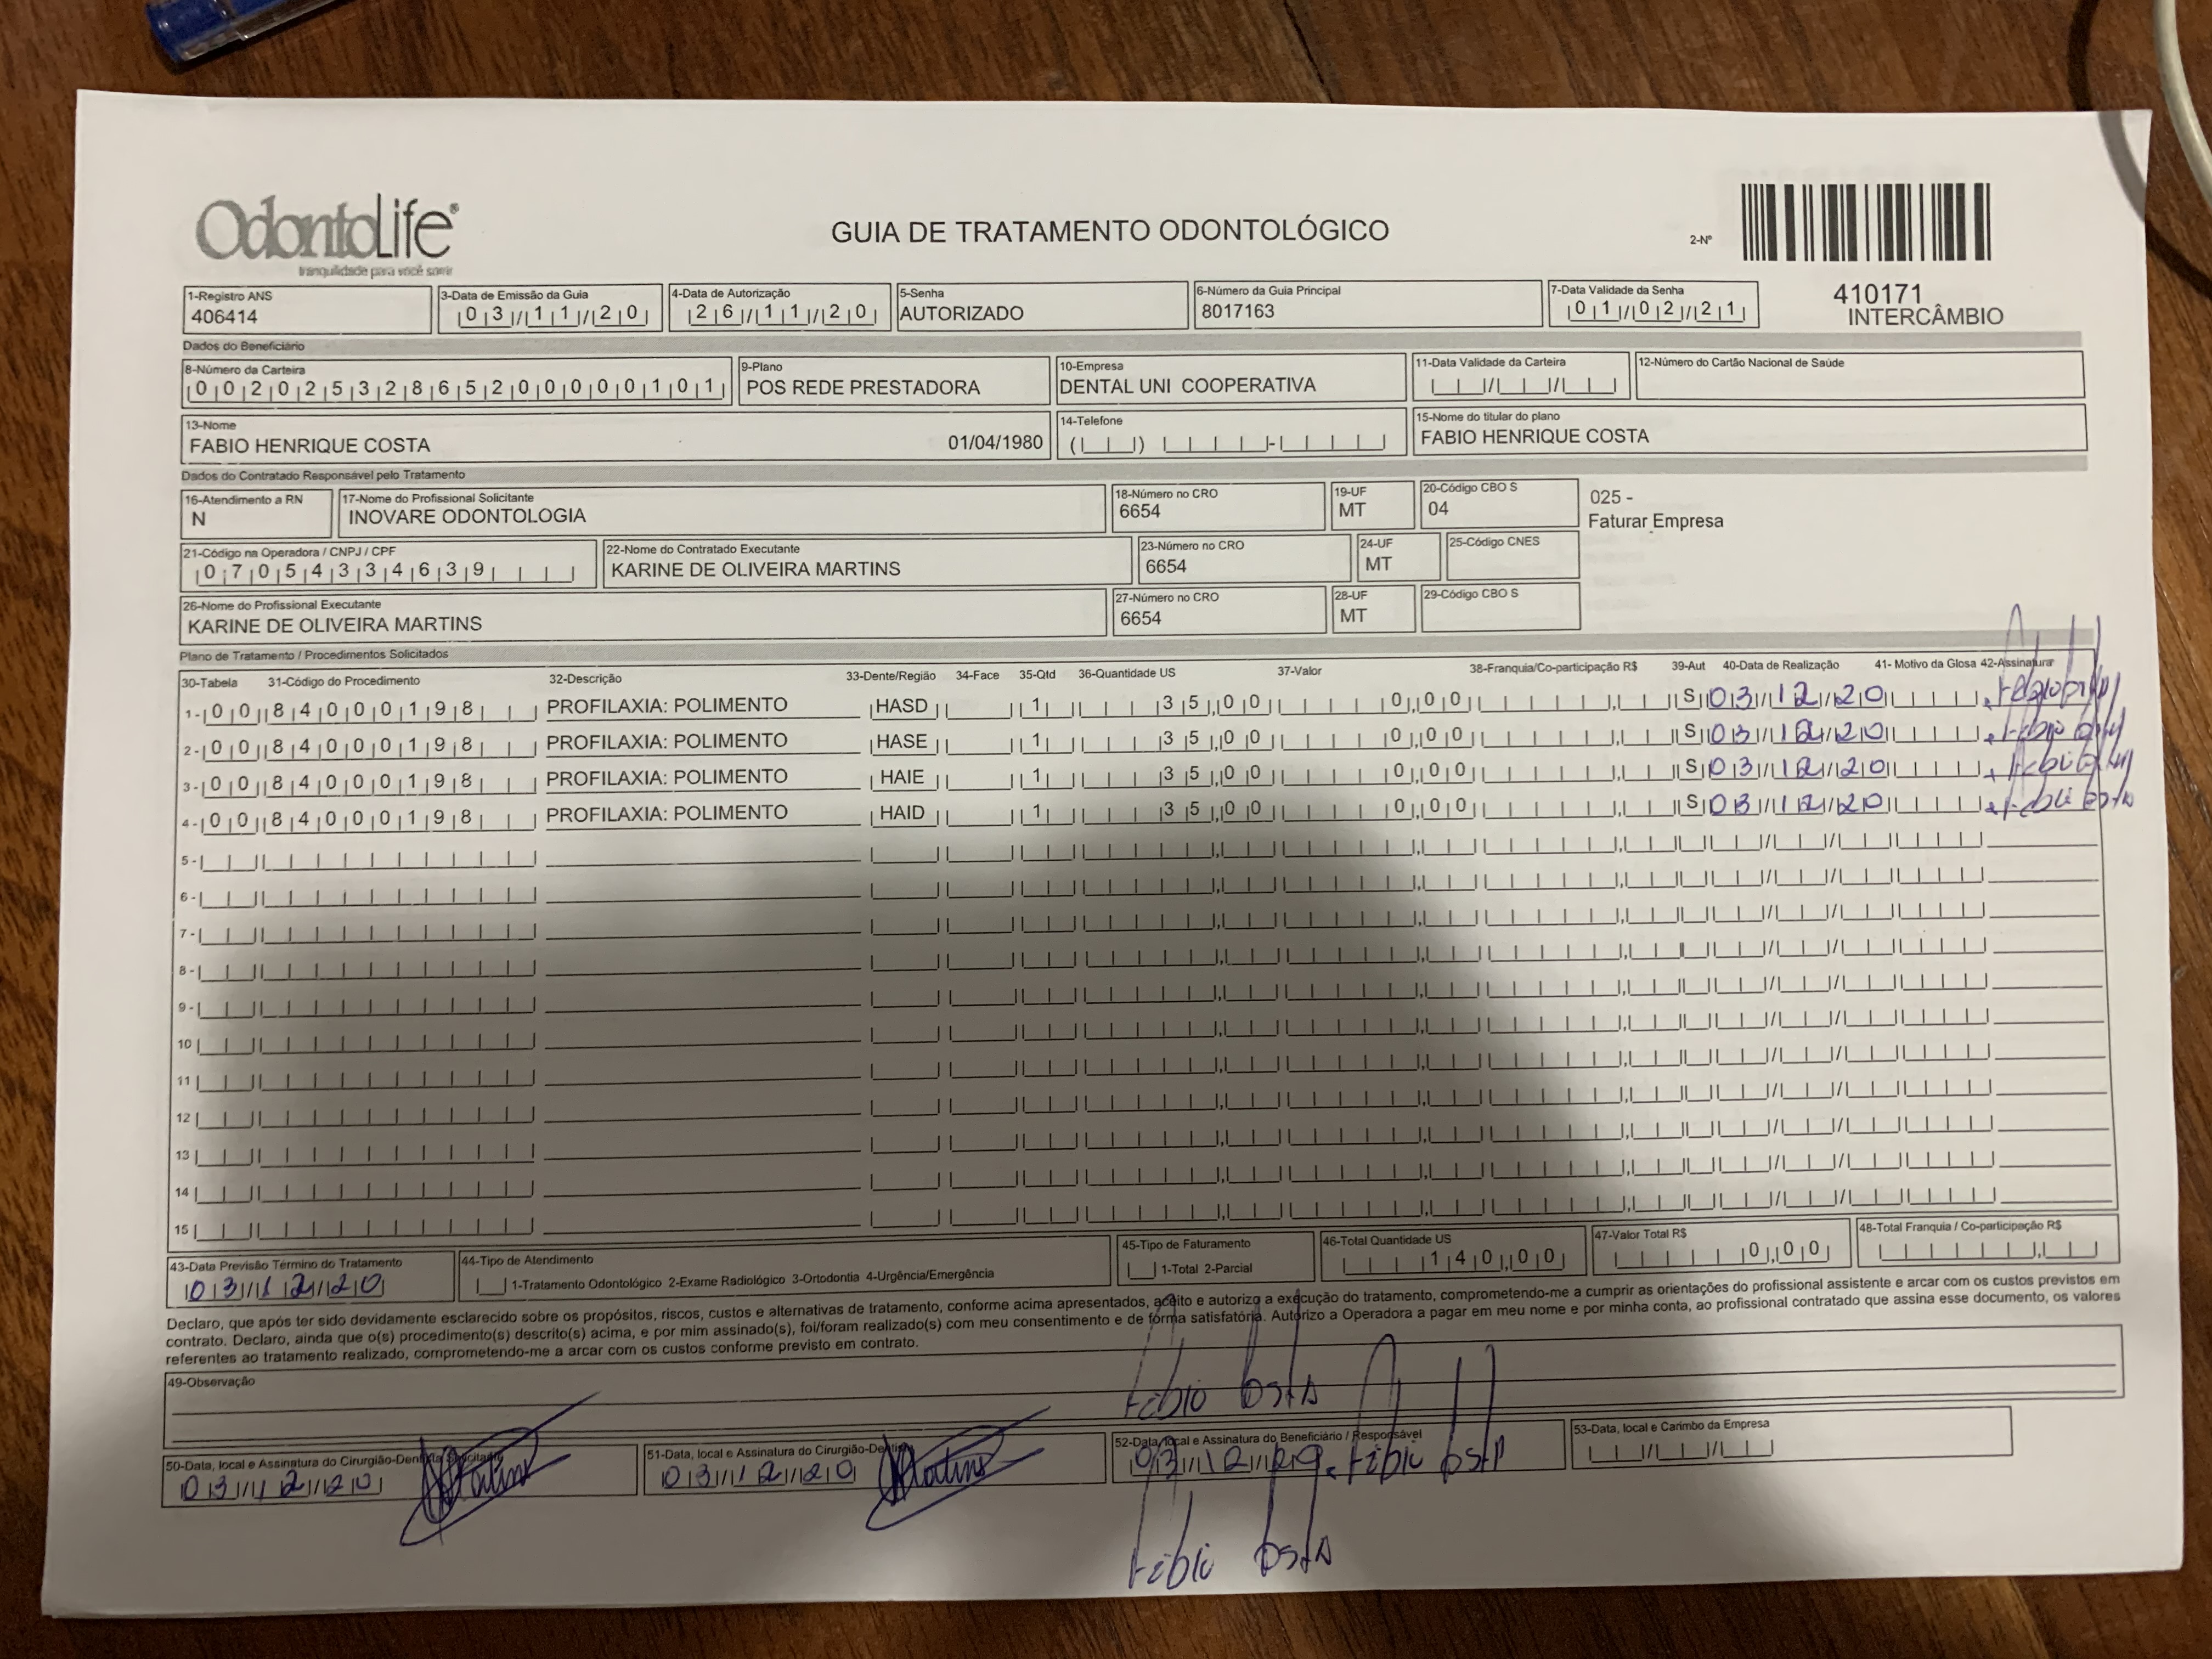 OdontoLife®
tranquilidade para você sorrir
GUIA DE TRATAMENTO ODONTOLÓGICO
2-Nº
410171
INTERCÂMBIO
1-Registro ANS
406414
3-Data de Emissão da Guia
03/11/20
4-Data de Autorização
26/11/20
5-Senha
AUTORIZADO
6-Número da Guia Principal
8017163
7-Data Validade da Senha
01/02/21
Dados do Beneficiário
8-Número da Carteira
00202532865200000101
9-Plano
POS REDE PRESTADORA
10-Empresa
DENTAL UNI COOPERATIVA
11-Data Validade da Carteira
12-Número do Cartão Nacional de Saúde
13-Nome
FABIO HENRIQUE COSTA 01/04/1980
14-Telefone
15-Nome do titular do plano
FABIO HENRIQUE COSTA
Dados do Contratado Responsável pelo Tratamento
16-Atendimento a RN
N
17-Nome do Profissional Solicitante
INOVARE ODONTOLOGIA
18-Número no CRO
6654
19-UF
MT
20-Código CBO S
04
025 -
Faturar Empresa
21-Código na Operadora / CNPJ / CPF
07054334639
22-Nome do Contratado Executante
KARINE DE OLIVEIRA MARTINS
23-Número no CRO
6654
24-UF
MT
25-Código CNES
26-Nome do Profissional Executante
KARINE DE OLIVEIRA MARTINS
27-Número no CRO
6654
28-UF
MT
29-Código CBO S
Plano de Tratamento / Procedimentos Solicitados
30-Tabela 31-Código do Procedimento 32-Descrição 33-Dente/Região 34-Face 35-Qtd 36-Quantidade US 37-Valor 38-Franquia/Co-participação R$ 39-Aut 40-Data de Realização 41- Motivo da Glosa 42-Assinatura
1- 00 84000198 PROFILAXIA: POLIMENTO HASD 1 35,00 0,00 S 03/12/20
2- 00 84000198 PROFILAXIA: POLIMENTO HASE 1 35,00 0,00 S 03/12/20
3- 00 84000198 PROFILAXIA: POLIMENTO HAIE 1 35,00 0,00 S 03/12/20
4- 00 84000198 PROFILAXIA: POLIMENTO HAID 1 35,00 0,00 S 03/12/20
5-
6-
7-
8-
9-
10
11
12
13
14
15
43-Data Previsão Término do Tratamento
03/12/20
44-Tipo de Atendimento
1-Tratamento Odontológico 2-Exame Radiológico 3-Ortodontia 4-Urgência/Emergência
45-Tipo de Faturamento
1-Total 2-Parcial
46-Total Quantidade US
140,00
47-Valor Total R$
0,00
48-Total Franquia / Co-participação R$
Declaro, que após ter sido devidamente esclarecido sobre os propósitos, riscos, custos e alternativas de tratamento, conforme acima apresentados, aceito e autorizo a execução do tratamento, comprometendo-me a cumprir as orientações do profissional assistente e arcar com os custos previstos em
contrato. Declaro, ainda que o(s) procedimento(s) descrito(s) acima, e por mim assinado(s), foi/foram realizado(s) com meu consentimento e de forma satisfatória. Autorizo a Operadora a pagar em meu nome e por minha conta, ao profissional contratado que assina esse documento, os valores
referentes ao tratamento realizado, comprometendo-me a arcar com os custos conforme previsto em contrato.
49-Observação
Fabio Costa
50-Data, local e Assinatura do Cirurgião-Dentista Solicitante
03/12/20
51-Data, local e Assinatura do Cirurgião-Dentista
03/12/20
52-Data, local e Assinatura do Beneficiário / Responsável
03/12/20 Fabio Costa
53-Data, local e Carimbo da Empresa
Fabio Costa